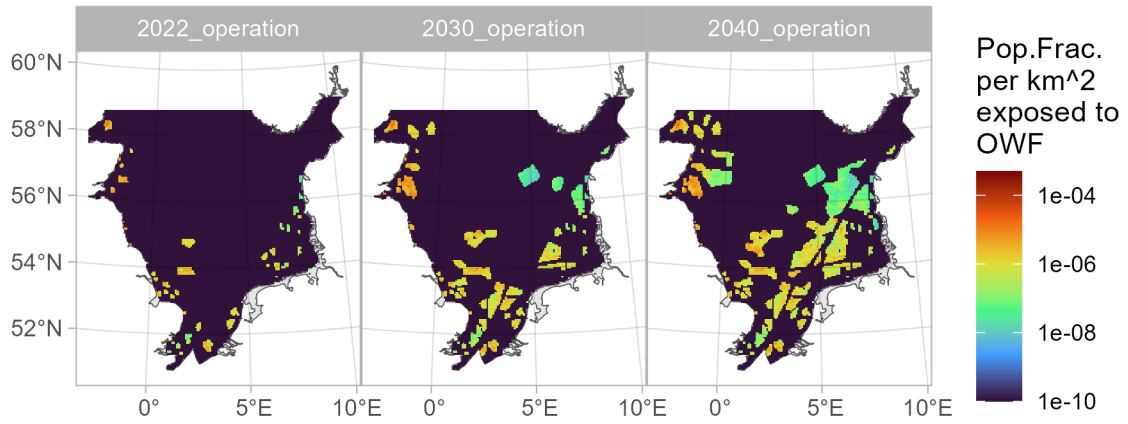 2022_operation 2030_operation 2040_operation
60°N
58°N
56°N
54°N
52°N
0° 5°E 10°E 0° 5°E 10°E 0° 5°E 10°E
Pop.Frac.
per km^2
exposed to
OWF
1e-04
1e-06
1e-08
1e-10